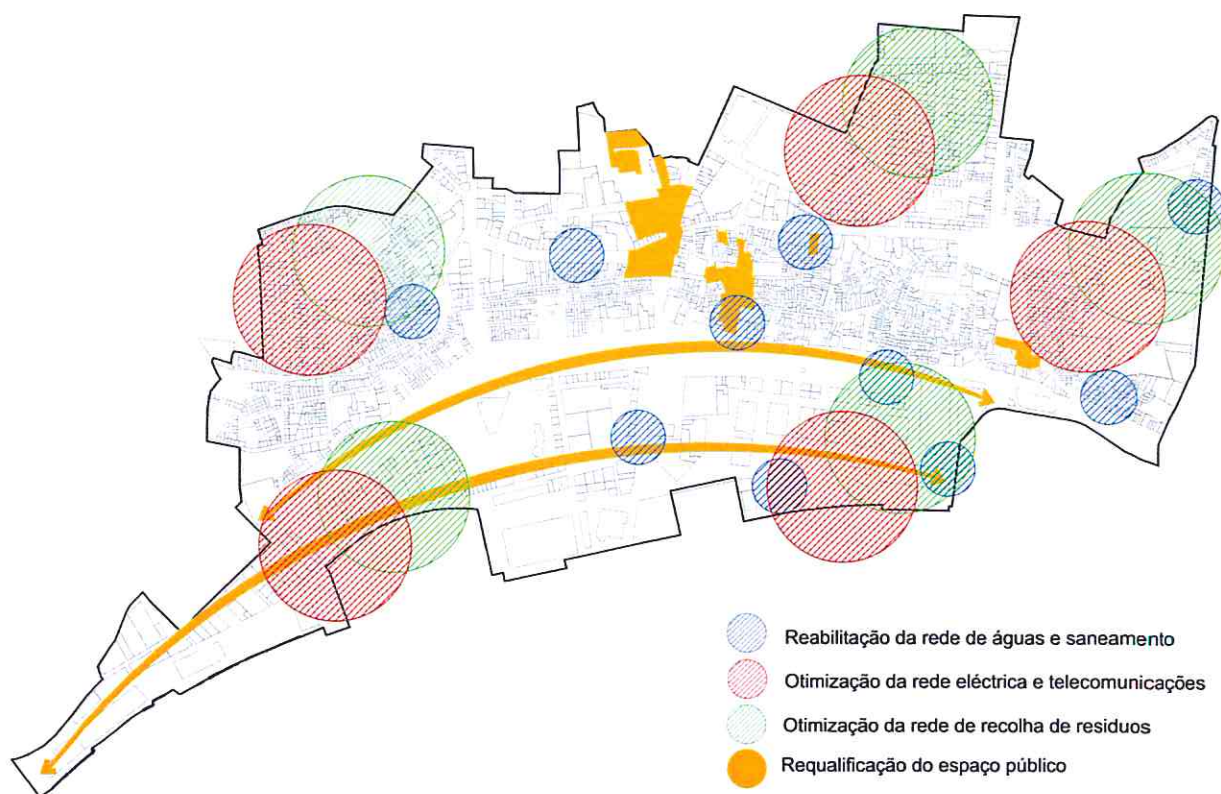 Reabilitação da rede de águas e saneamento
Otimização da rede eléctrica e telecomunicações
Otimização da rede de recolha de residuos
Requalificação do espaço público